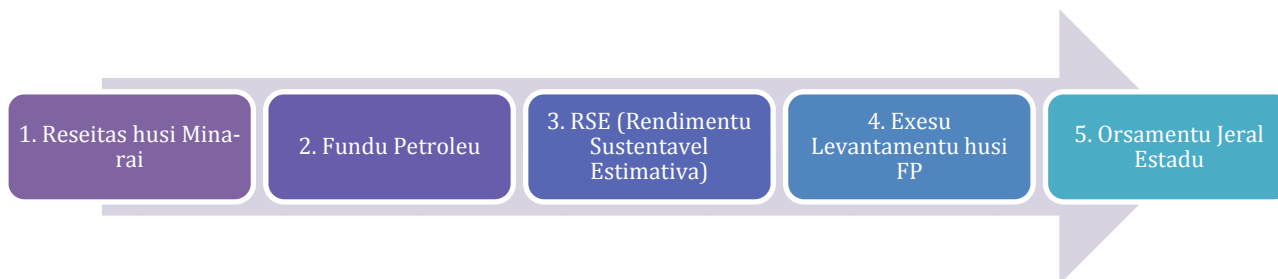 1. Reseitas husi Mina-
rai
2. Fundu Petroleu
3. RSE (Rendimentu
Sustentavel
Estimativa)
4. Exesu
Levantamentu husi
FP
5. Orsamentu Jeral
Estadu